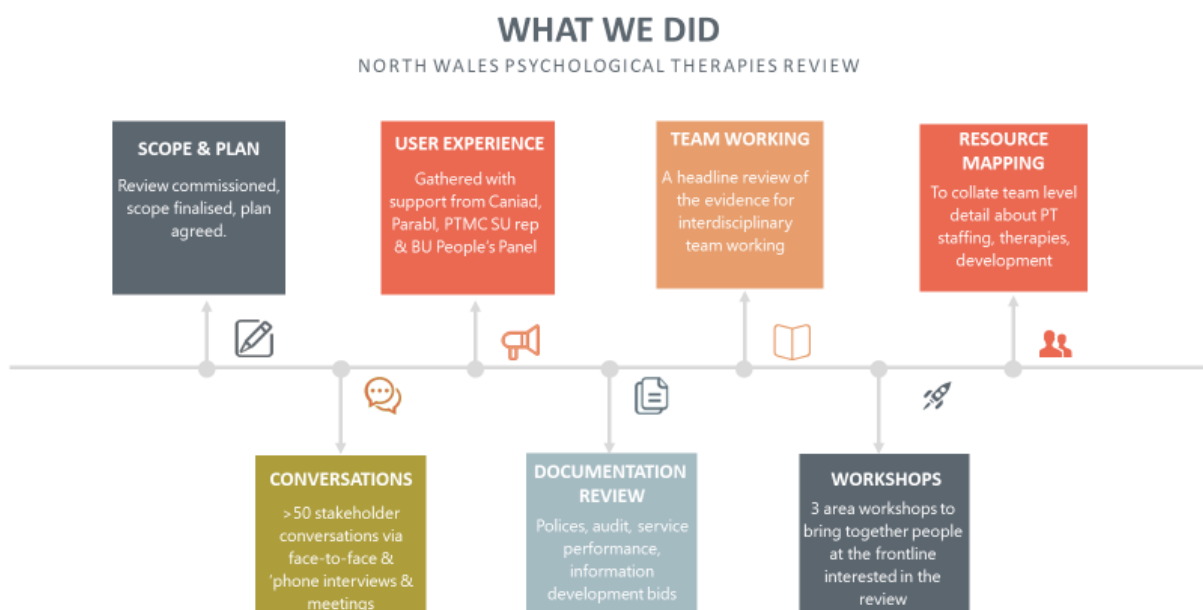 WHAT WE DID
NORTH WALES PSYCHOLOGICAL THERAPIES REVIEW
SCOPE & PLAN
Review commissioned,
scope finalised, plan
agreed.
USER EXPERIENCE
Gathered with
support from Caniad,
Parabl, PTMC SU rep
& BU People's Panel
TEAM WORKING
A headline review of
the evidence for
interdisciplinary
team working
RESOURCE
MAPPING
To collate team level
detail about PT
staffing, therapies,
development
CONVERSATIONS
>50 stakeholder
conversations via
face-to-face &
'phone interviews &
meetings
DOCUMENTATION
REVIEW
Polices, audit, service
performance,
information
development bids
WORKSHOPS
3 area workshops to
bring together people
at the frontline
interested in the
review